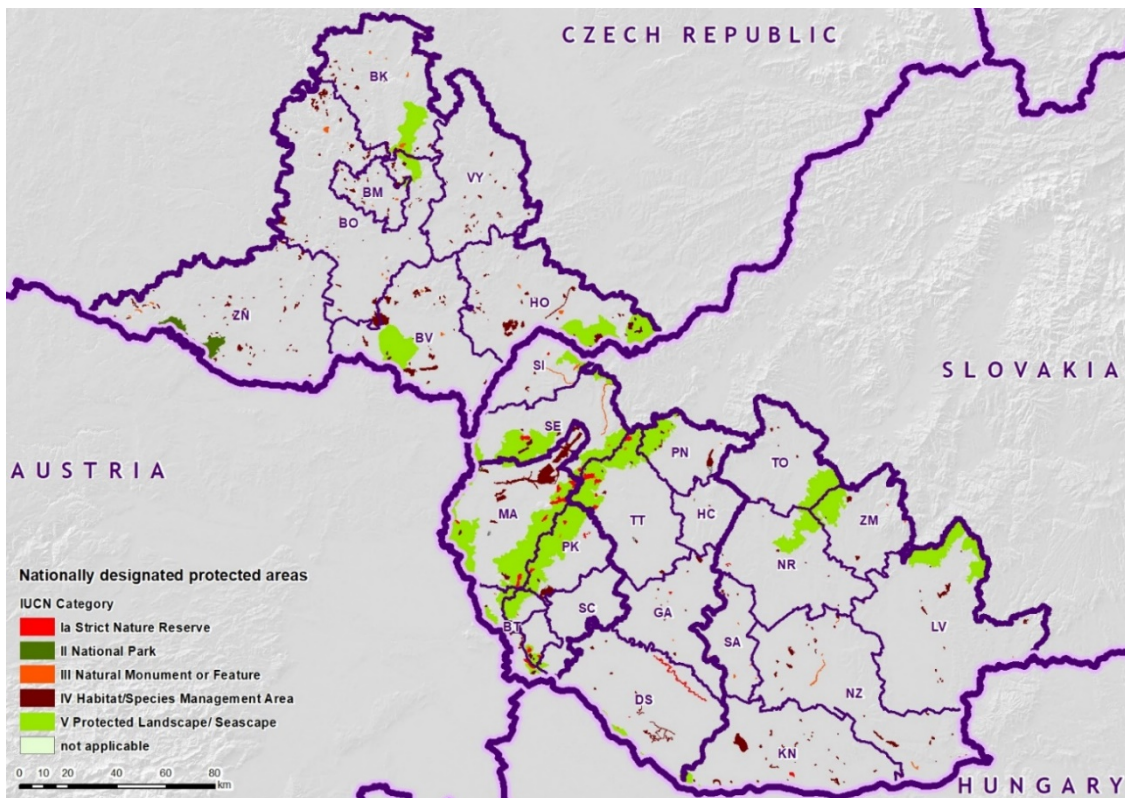 CZECH REPUBLIC
BK
VY
BM
BO
HO
ZN
BV
SI
SLOVAKIA
SE
AUSTRIA
PN
TO
MA
TT
HC
ZM
PK
NR
Nationally designated protected areas
IUCN Category
SC
GA
BT
SA
LV
Ia Strict Nature Reserve
II National Park
III Natural Monument or Feature
IV Habitat/Species Management Area
DS
NZ
V Protected Landscape/ Seascape
not applicable
KN
0 10 20 40 60 80
km
HUNGARY